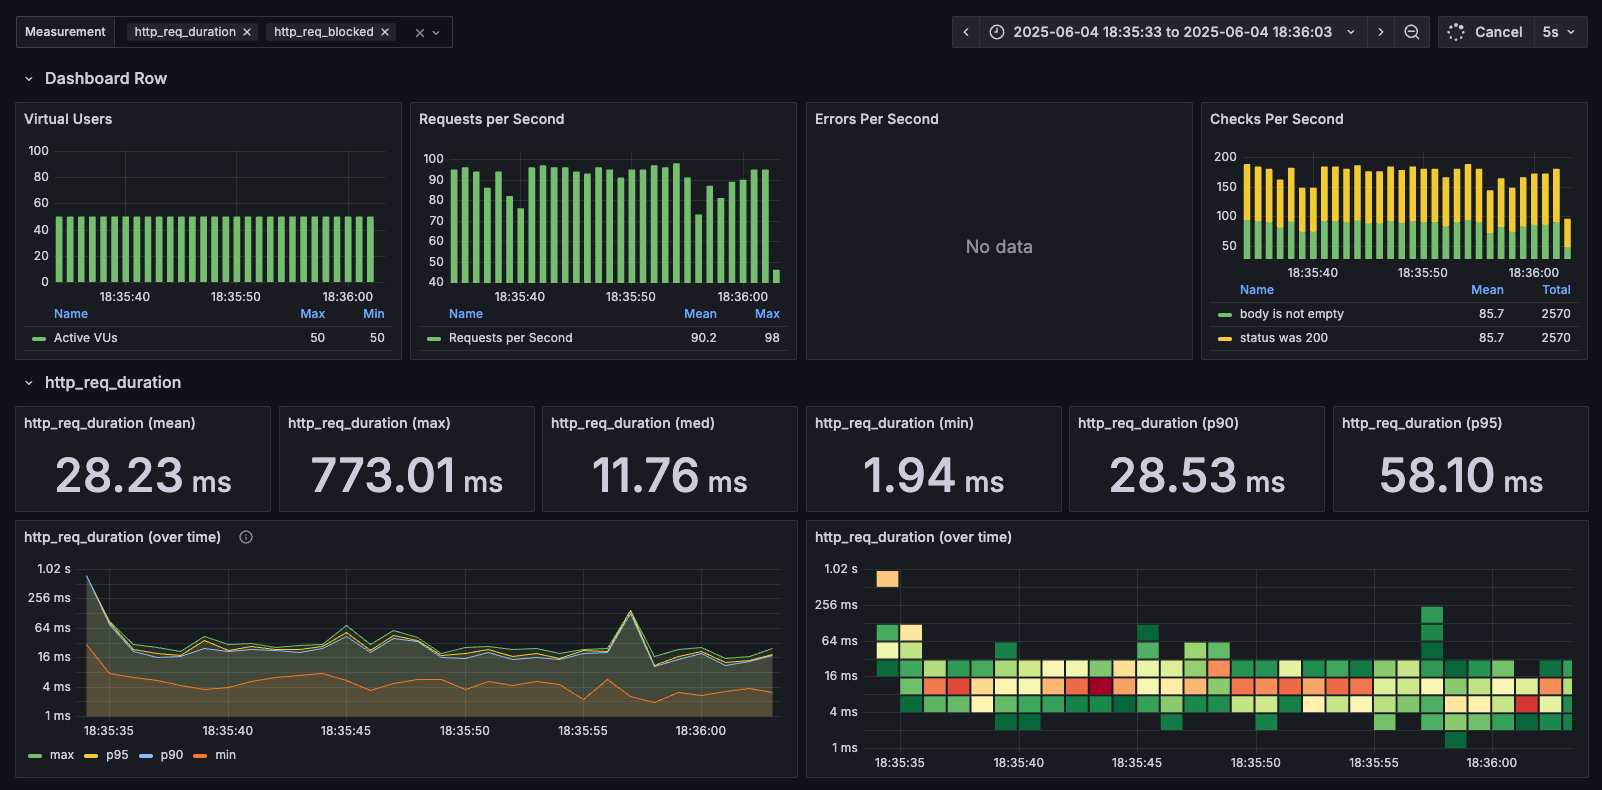 Measurement http_req_duration × http_req_blocked × ×
2025-06-04 18:35:33 to 2025-06-04 18:36:03 Cancel 5s
Dashboard Row
Virtual Users
100
80
60
40
20
0
18:35:40 18:35:50 18:36:00
Name Max Min
Active VUs 50 50
Requests per Second
100
90
80
70
60
50
40
18:35:40 18:35:50 18:36:00
Name Mean Max
Requests per Second 90.2 98
Errors Per Second
No data
Checks Per Second
200
150
100
50
18:35:40 18:35:50 18:36:00
Name Mean Total
body is not empty 85.7 2570
status was 200 85.7 2570
http_req_duration
http_req_duration (mean)
28.23 ms
http_req_duration (max)
773.01 ms
http_req_duration (med)
11.76 ms
http_req_duration (min)
1.94 ms
http_req_duration (p90)
28.53 ms
http_req_duration (p95)
58.10 ms
http_req_duration (over time)
1.02 s
256 ms
64 ms
16 ms
4 ms
1 ms
18:35:35 18:35:40 18:35:45 18:35:50 18:35:55 18:36:00
max p95 p90 min
http_req_duration (over time)
1.02 s
256 ms
64 ms
16 ms
4 ms
1 ms
18:35:35 18:35:40 18:35:45 18:35:50 18:35:55 18:36:00